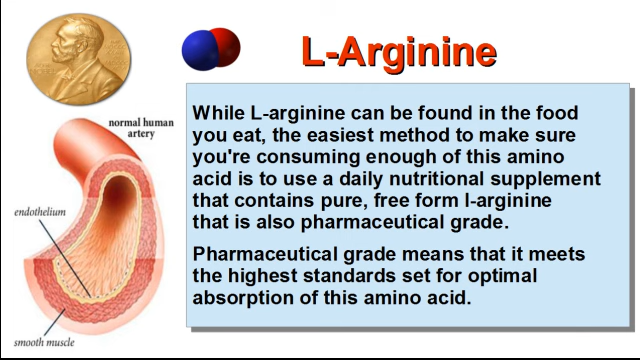 L-Arginine
normal human
artery
endothelium
smooth muscle
While L-arginine can be found in the food
you eat, the easiest method to make sure
you're consuming enough of this amino
acid is to use a daily nutritional supplement
that contains pure, free form l-arginine
that is also pharmaceutical grade.
Pharmaceutical grade means that it meets
the highest standards set for optimal
absorption of this amino acid.